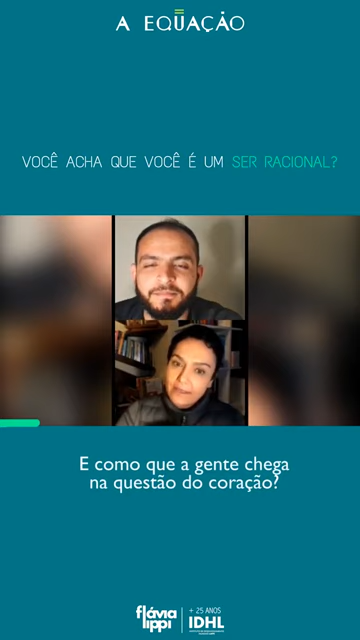 A EQUAÇÃO
VOCÊ ACHA QUE VOCÊ É UM SER RACIONAL?
E como que a gente chega
na questão do coração?
flávia
lippi
+ 25 ANOS
IDHL